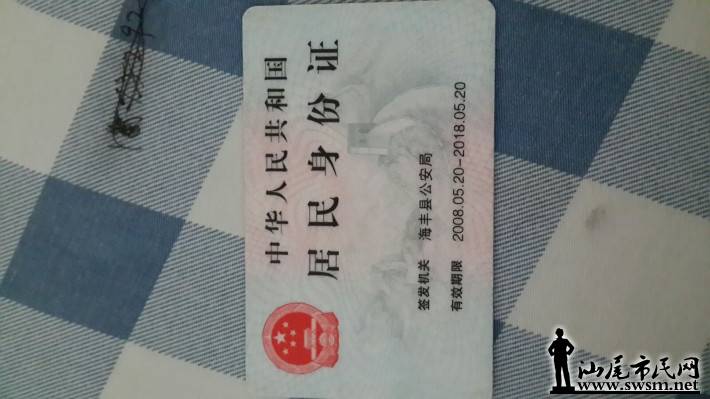 中华人民共和国
居民身份证
签发机关 海丰县公安局
有效期限 2008.05.20-2018.05.20
汕尾市民网
www.swsm.net